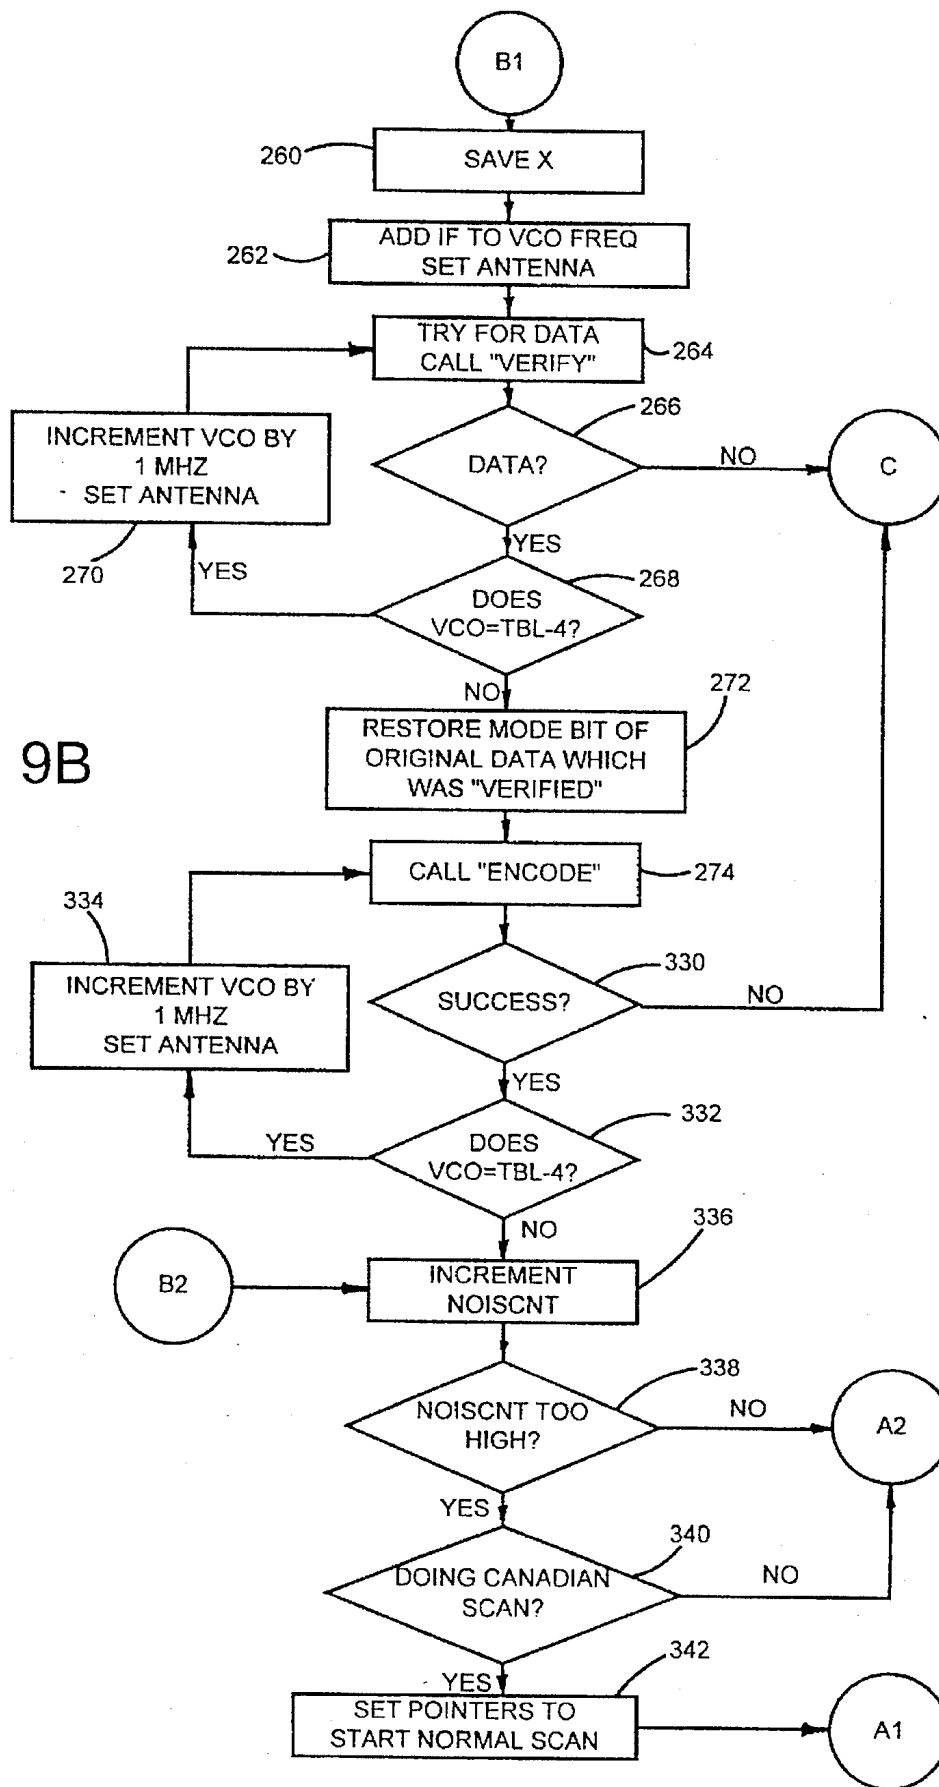 B1
260
SAVE X
262
ADD IF TO VCO FREQ
SET ANTENNA
TRY FOR DATA
CALL "VERIFY"
264
INCREMENT VCO BY
1 MHZ
SET ANTENNA
270
266
DATA?
NO
C
YES
YES
268
DOES
VCO=TBL-4?
NO
272
RESTORE MODE BIT OF
ORIGINAL DATA WHICH
WAS "VERIFIED"
9B
CALL "ENCODE"
274
334
INCREMENT VCO BY
1 MHZ
SET ANTENNA
330
SUCCESS?
NO
YES
332
DOES
VCO=TBL-4?
YES
NO
336
B2
INCREMENT
NOISCNT
338
NOISCNT TOO
HIGH?
NO
A2
YES
340
DOING CANADIAN
SCAN?
NO
YES
342
SET POINTERS TO
START NORMAL SCAN
A1